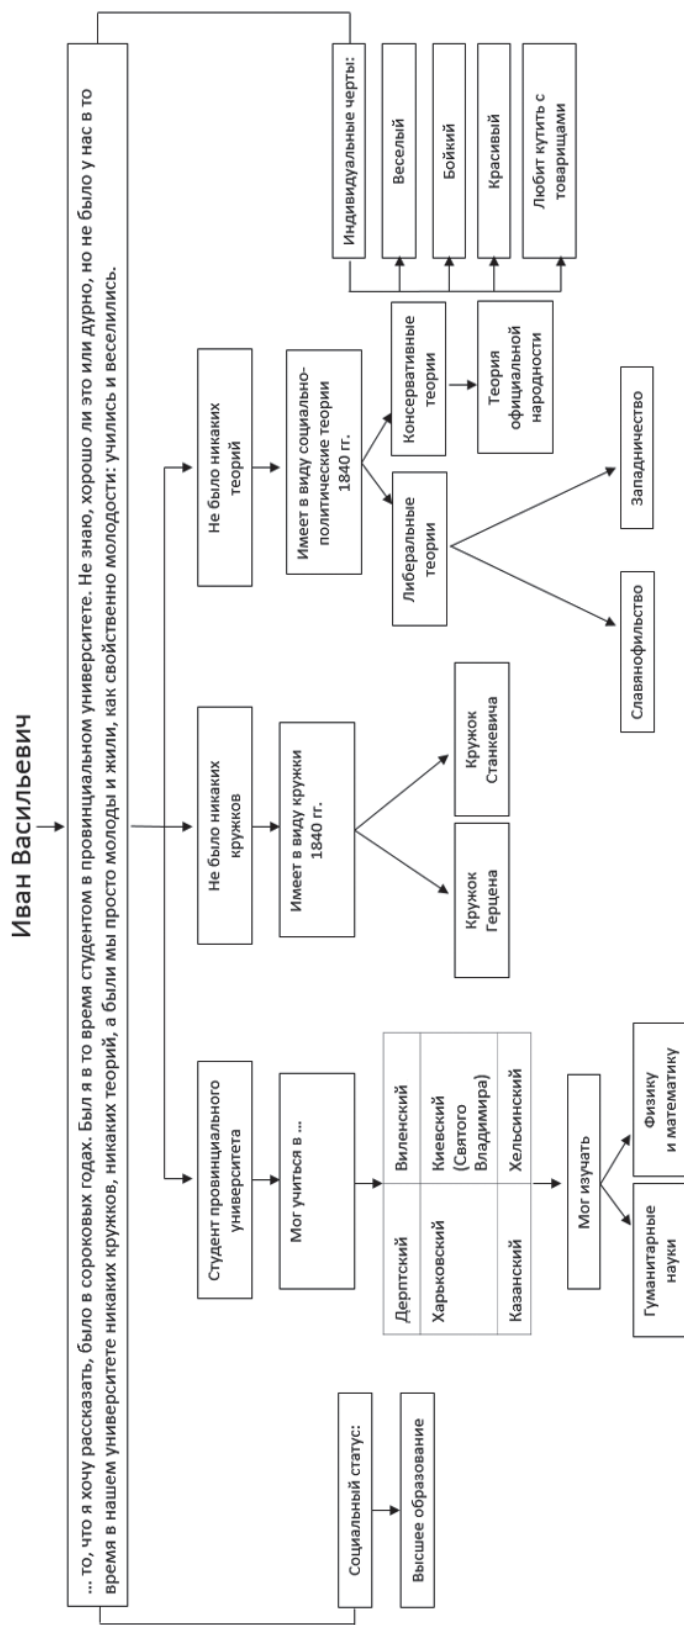 Иван Васильевич
... то, что я хочу рассказать, было в сороковых годах. Был я в то время студентом в провинциальном университете. Не знаю, хорошо ли это или дурно, но не было у нас в то
время в нашем университете никаких кружков, никаких теорий, а были мы просто молоды и жили, как свойственно молодости: учились и веселились.
Социальный статус:
Высшее образование
Студент провинциального
университета
Мог учиться в ...
Дерптский
Виленский
Харьковский
Киевский
(Святого
Владимира)
Казанский
Хельсинский
Мог изучать
Гуманитарные
науки
Физику
и математику
Не было никаких
кружков
Имеет в виду кружки
1840 гг.
Кружок
Герцена
Кружок
Станкевича
Не было никаких
теорий
Имеет в виду социально-
политические теории
1840 гг.
Либеральные
теории
Консервативные
теории
Славянофильство
Западничество
Теория
официальной
народности
Индивидуальные черты:
Веселый
Бойкий
Красивый
Любит кутить с
товарищами